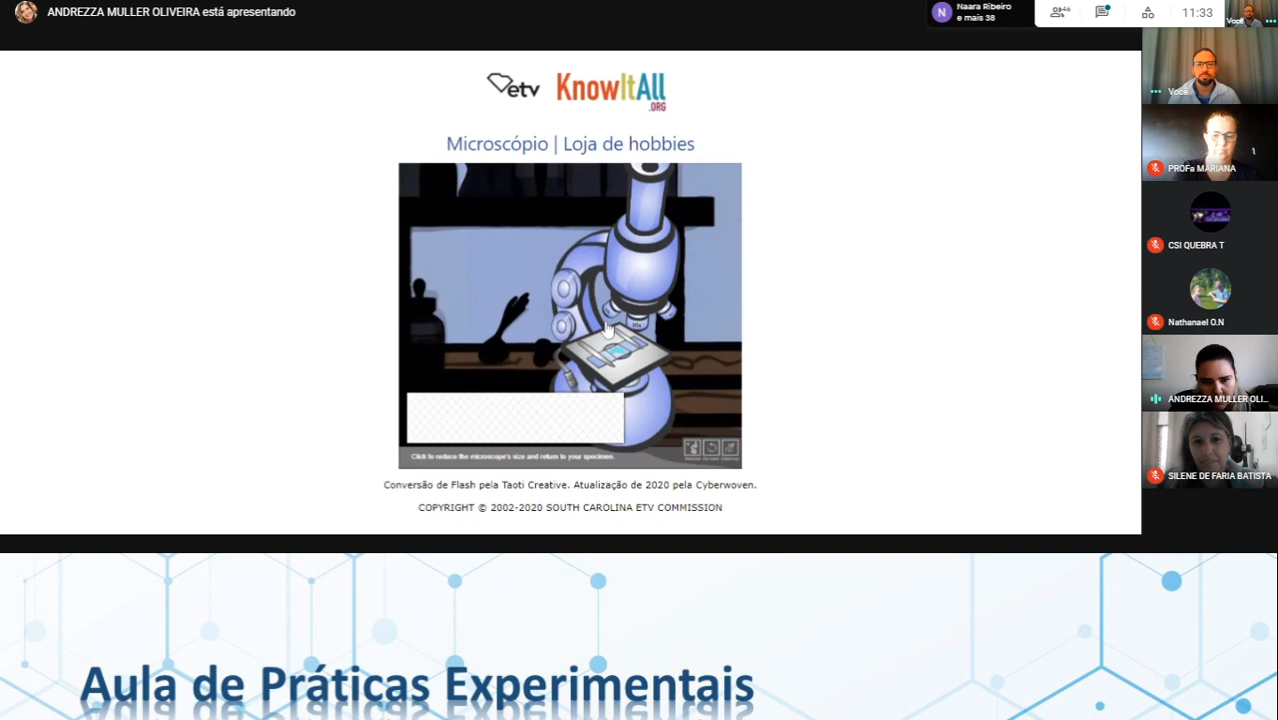 ANDREZZA MULLER OLIVEIRA está apresentando
N
Naara Ribeiro
e mais 38
46
11:33
Você
etv KnowItAll
.ORG
Microscópio | Loja de hobbies
Você
PROFa MARIANA
CSI QUEBRA T
Nathanael O.N
ANDREZZA MULLER OLI...
SILENE DE FARIA BATISTA
10x
Click to reduce the microscope's size and return to your specimen.
Conversão de Flash pela Taoti Creative. Atualização de 2020 pela Cyberwoven.
COPYRIGHT © 2002-2020 SOUTH CAROLINA ETV COMMISSION
Aula de Práticas Experimentais